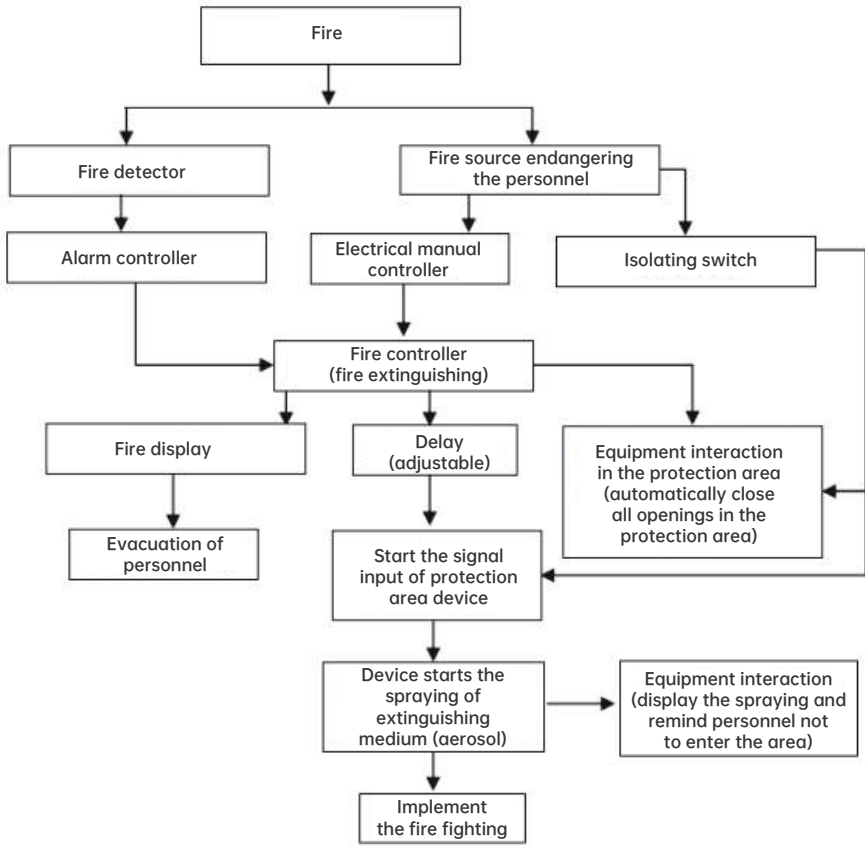 Fire
Fire detector
Fire source endangering
the personnel
Alarm controller
Electrical manual
controller
Isolating switch
Fire controller
(fire extinguishing)
Fire display
Delay
(adjustable)
Equipment interaction
in the protection area
(automatically close
all openings in the
protection area)
Evacuation of
personnel
Start the signal
input of protection
area device
Device starts the
spraying of
extinguishing
medium (aerosol)
Equipment interaction
(display the spraying and
remind personnel not
to enter the area)
Implement
the fire fighting